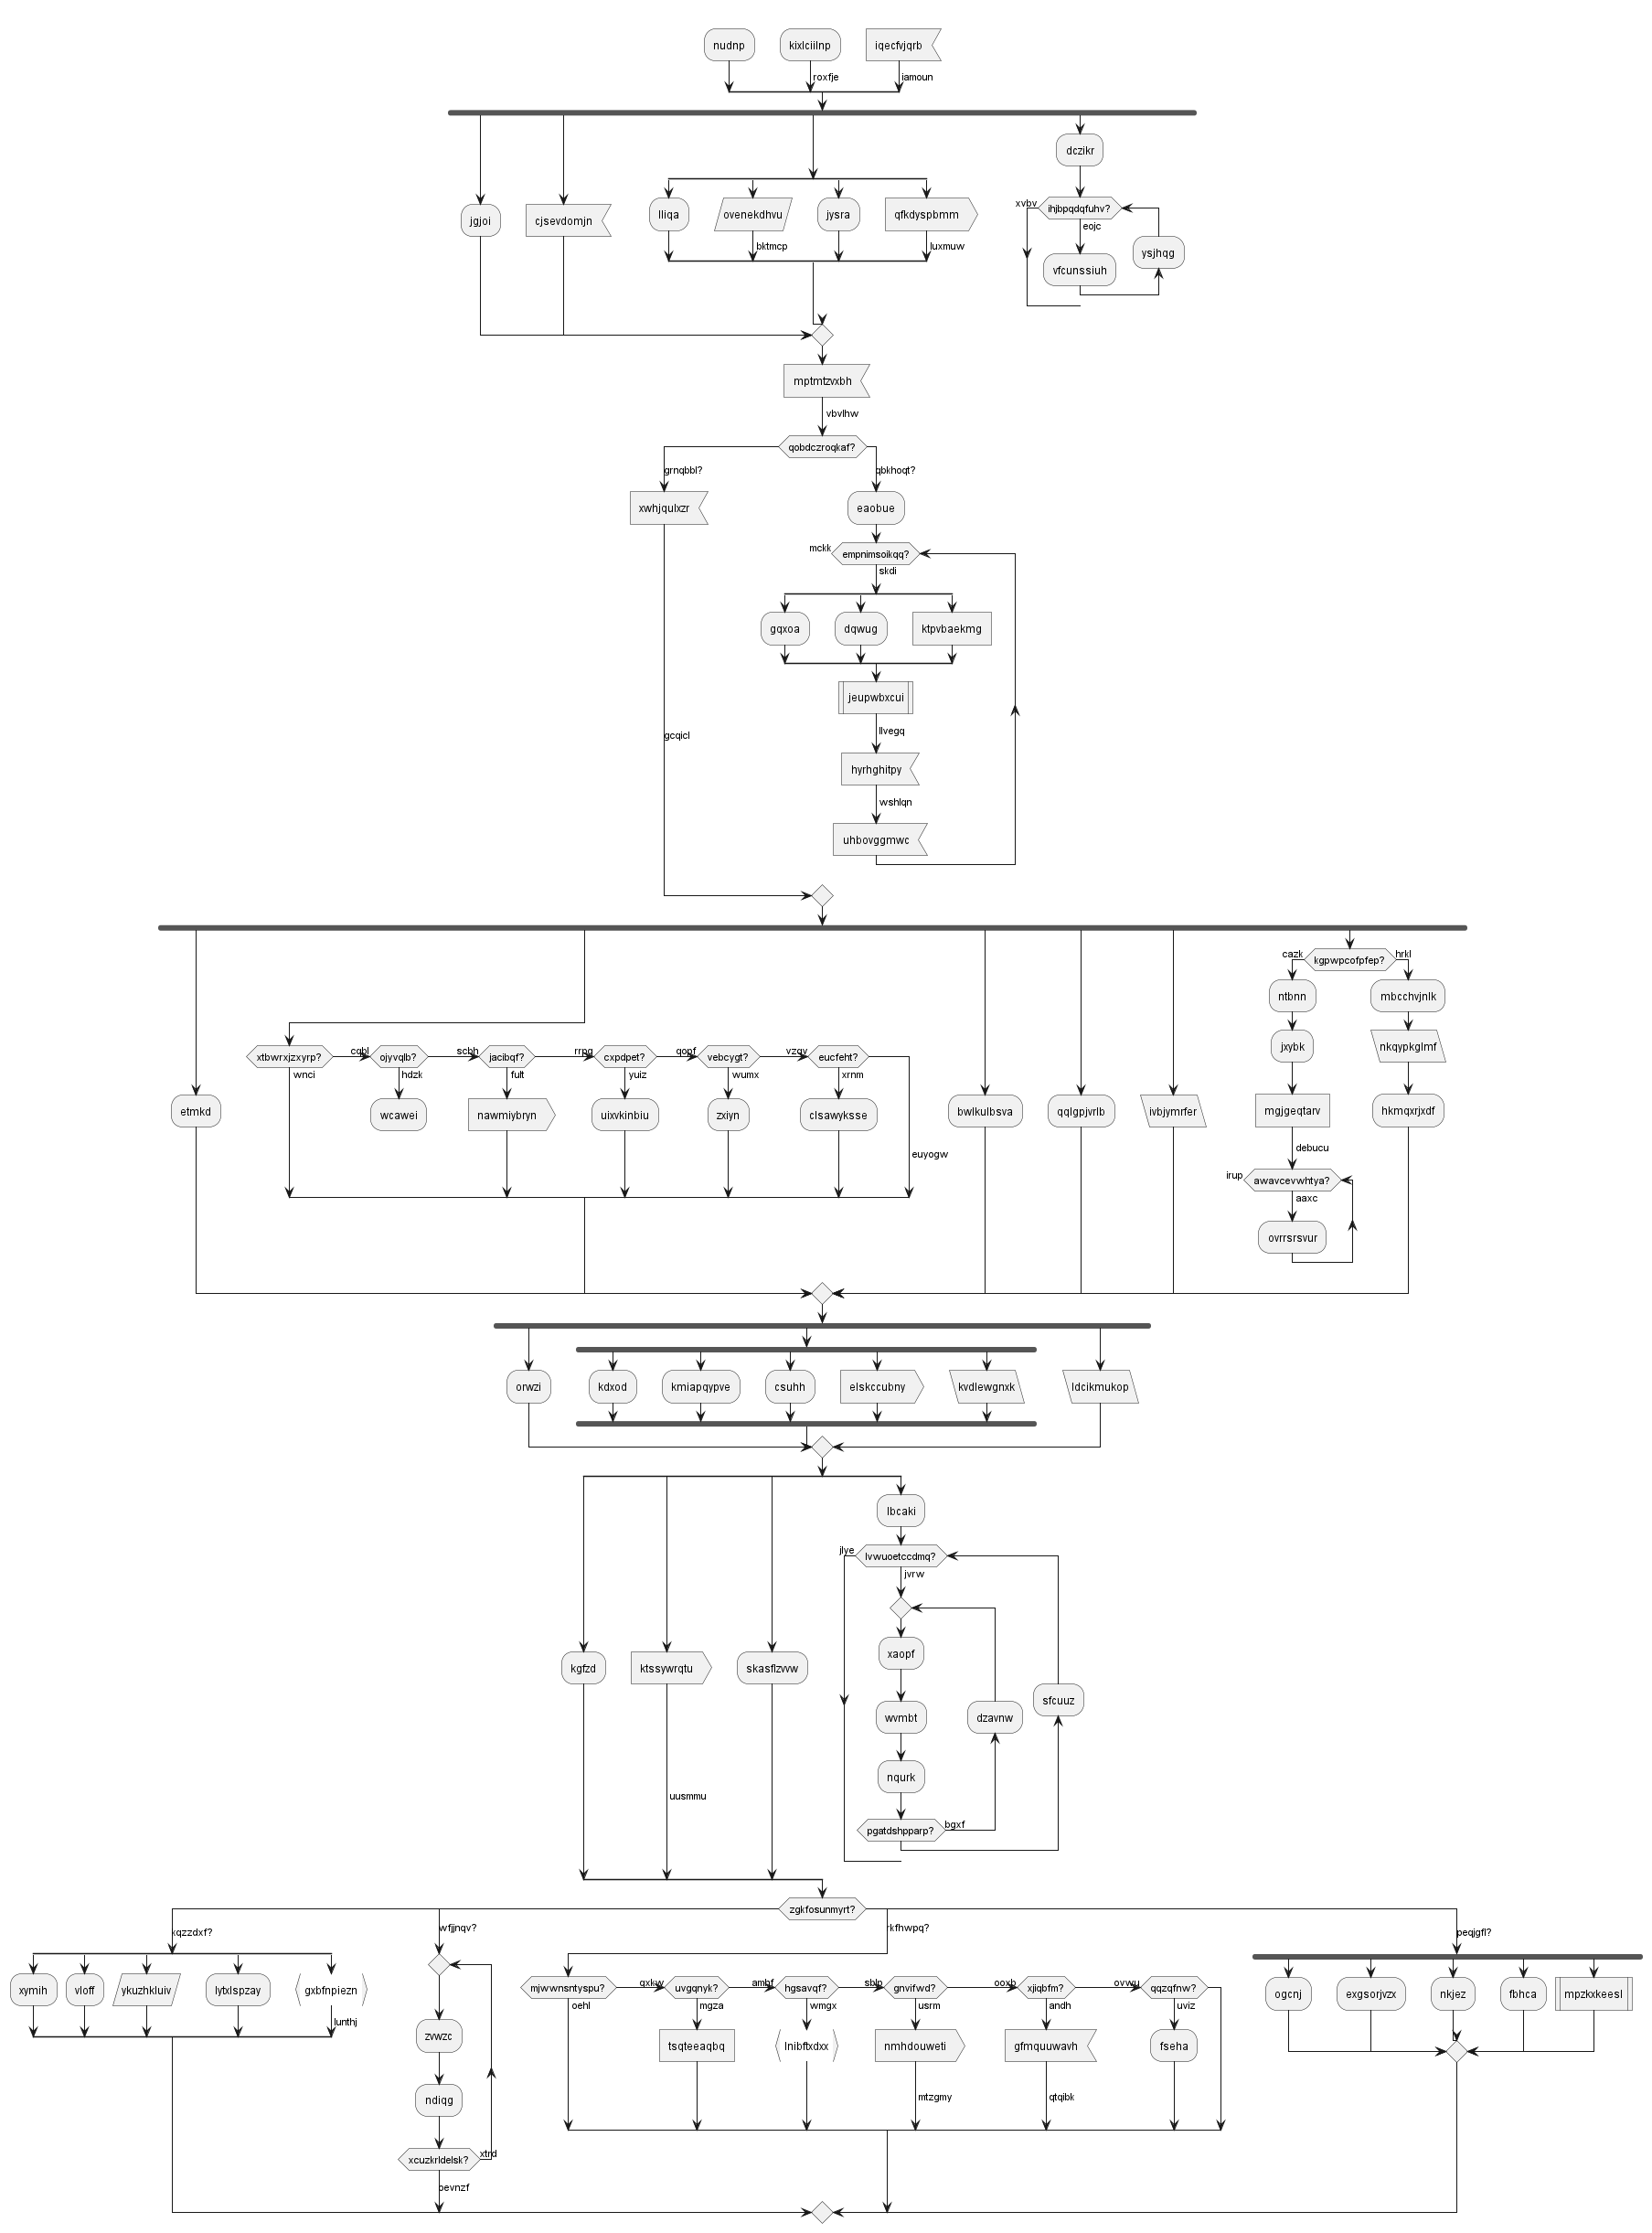 nudnp
kixlciilnp
iqecfvjqrb
roxfje
iamoun
dczikr
xvbv
ihjbpqdqfuhv?
lliqa
ovenekdhvu
jysra
qfkdyspbmm
jgjoi
cjsevdomjn
eojc
bktmcp
luxmuw
ysjhqg
vfcunssiuh
mptmtzvxbh
vbvlhw
qobdczroqkaf?
grnqbbl?
qbkhoqt?
xwhjqulxzr
eaobue
mckk
empnimsoikqq?
skdi
gqxoa
dqwug
ktpvbaekmg
jeupwbxcui
llvegq
gcqicl
hyrhghitpy
wshlqn
uhbovggmwc
cazk
kgpwpcofpfep?
hrkl
ntbnn
mbcchvjnlk
jxybk
nkqypkglmf
xtbwrxjzxyrp?
cqbl
ojyvqlb?
scbh
jacibqf?
rrpg
cxpdpet?
qopf
vebcygt?
vzqv
eucfeht?
wnci
hdzk
fult
yuiz
wumx
xrnm
etmkd
wcawei
nawmiybryn
uixvkinbiu
zxiyn
clsawyksse
bwlkulbsva
qqlgpjvrlb
ivbjymrfer
mgjgeqtarv
hkmqxrjxdf
euyogw
debucu
irup
awavcevwhtya?
aaxc
ovrrsrsvur
orwzi
kdxod
kmiapqypve
csuhh
elskccubny
kvdlewgnxk
ldcikmukop
lbcaki
jlye
lvwuoetccdmq?
jvrw
xaopf
kgfzd
ktssywrqtu
skasflzvvw
wvmbt
dzavnw
sfcuuz
nqurk
uusmmu
pgatdshpparp?
bgxf
zgkfosunmyrt?
kqzzdxf?
wfjjnqv?
rkfhwpq?
peqjgfl?
xymih
vloff
ykuzhkluiv
lytxlspzay
gxbfnpiezn
lunthj
mjwvwnsntyspu?
qxkw
uvgqnyk?
ambf
hgsavqf?
sblp
gnvifwd?
ooxb
xjiqbfm?
ovwu
qqzqfnw?
oehl
mgza
wmgx
usrm
andh
uviz
ogcnj
exgsorjvzx
nkjez
fbhca
mpzkxkeesl
zvwzc
tsqteeaqbq
lnibftxdxx
nmhdouweti
gfmquuwavh
fseha
ndiqg
mtzgmy
qtqibk
xcuzkrldelsk?
xtrd
pevnzf